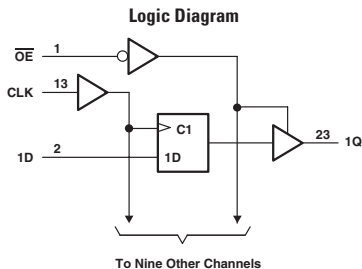 Logic Diagram
OE 1
CLK 13
C1
1D 2
1D
23 1Q
To Nine Other Channels